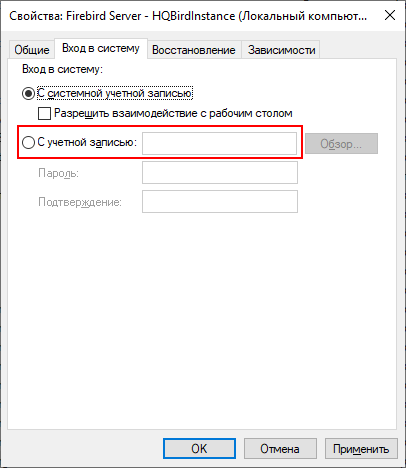 Свойства: Firebird Server - HQBirdInstance (Локальный компьют...
Общие
Вход в систему
Восстановление
Зависимости
Вход в систему:
С системной учетной записью
Разрешить взаимодействие с рабочим столом
С учетной записью:
Обзор...
Пароль:
Подтверждение:
OK
Отмена
Применить